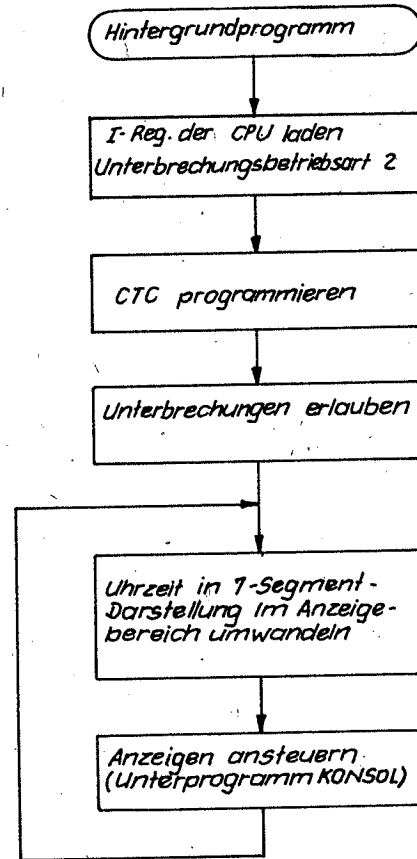 Hintergrundprogramm
I-Reg. der CPU laden
Unterbrechungsbetriebsart 2
CTC programmieren
Unterbrechungen erlauben
Uhrzeit in 7-Segment-
Darstellung im Anzeige-
bereich umwandeln
Anzeigen ansteuern
(Unterprogramm KONSOL)